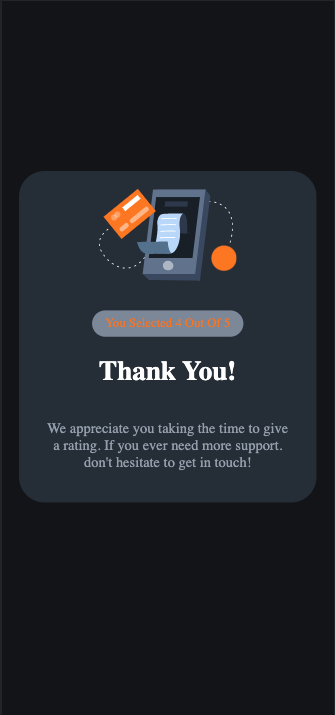 You Selected 4 Out Of 5
Thank You!
We appreciate you taking the time to give
a rating. If you ever need more support.
don't hesitate to get in touch!